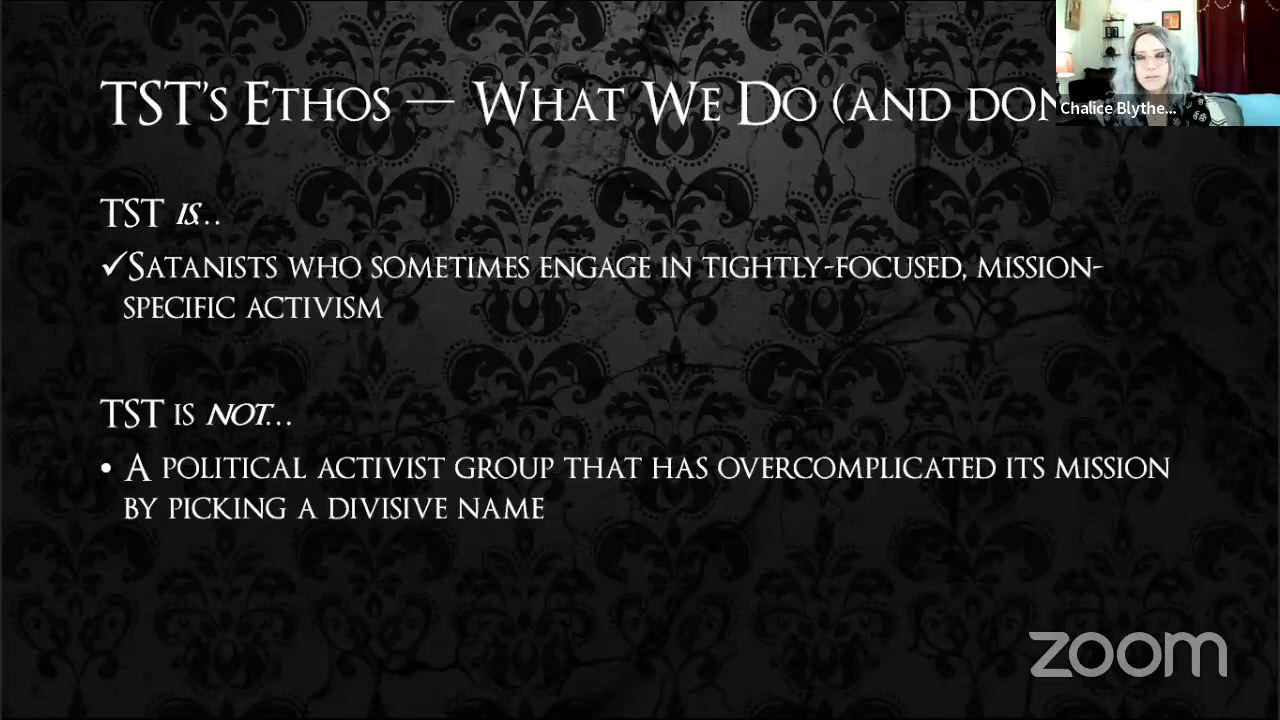 TST's Ethos — What We Do (and don
Chalice Blythe...
TST is...
✓Satanists who sometimes engage in tightly-focused, mission-
specific activism
TST is not...
• A political activist group that has overcomplicated its mission
by picking a divisive name
zoom